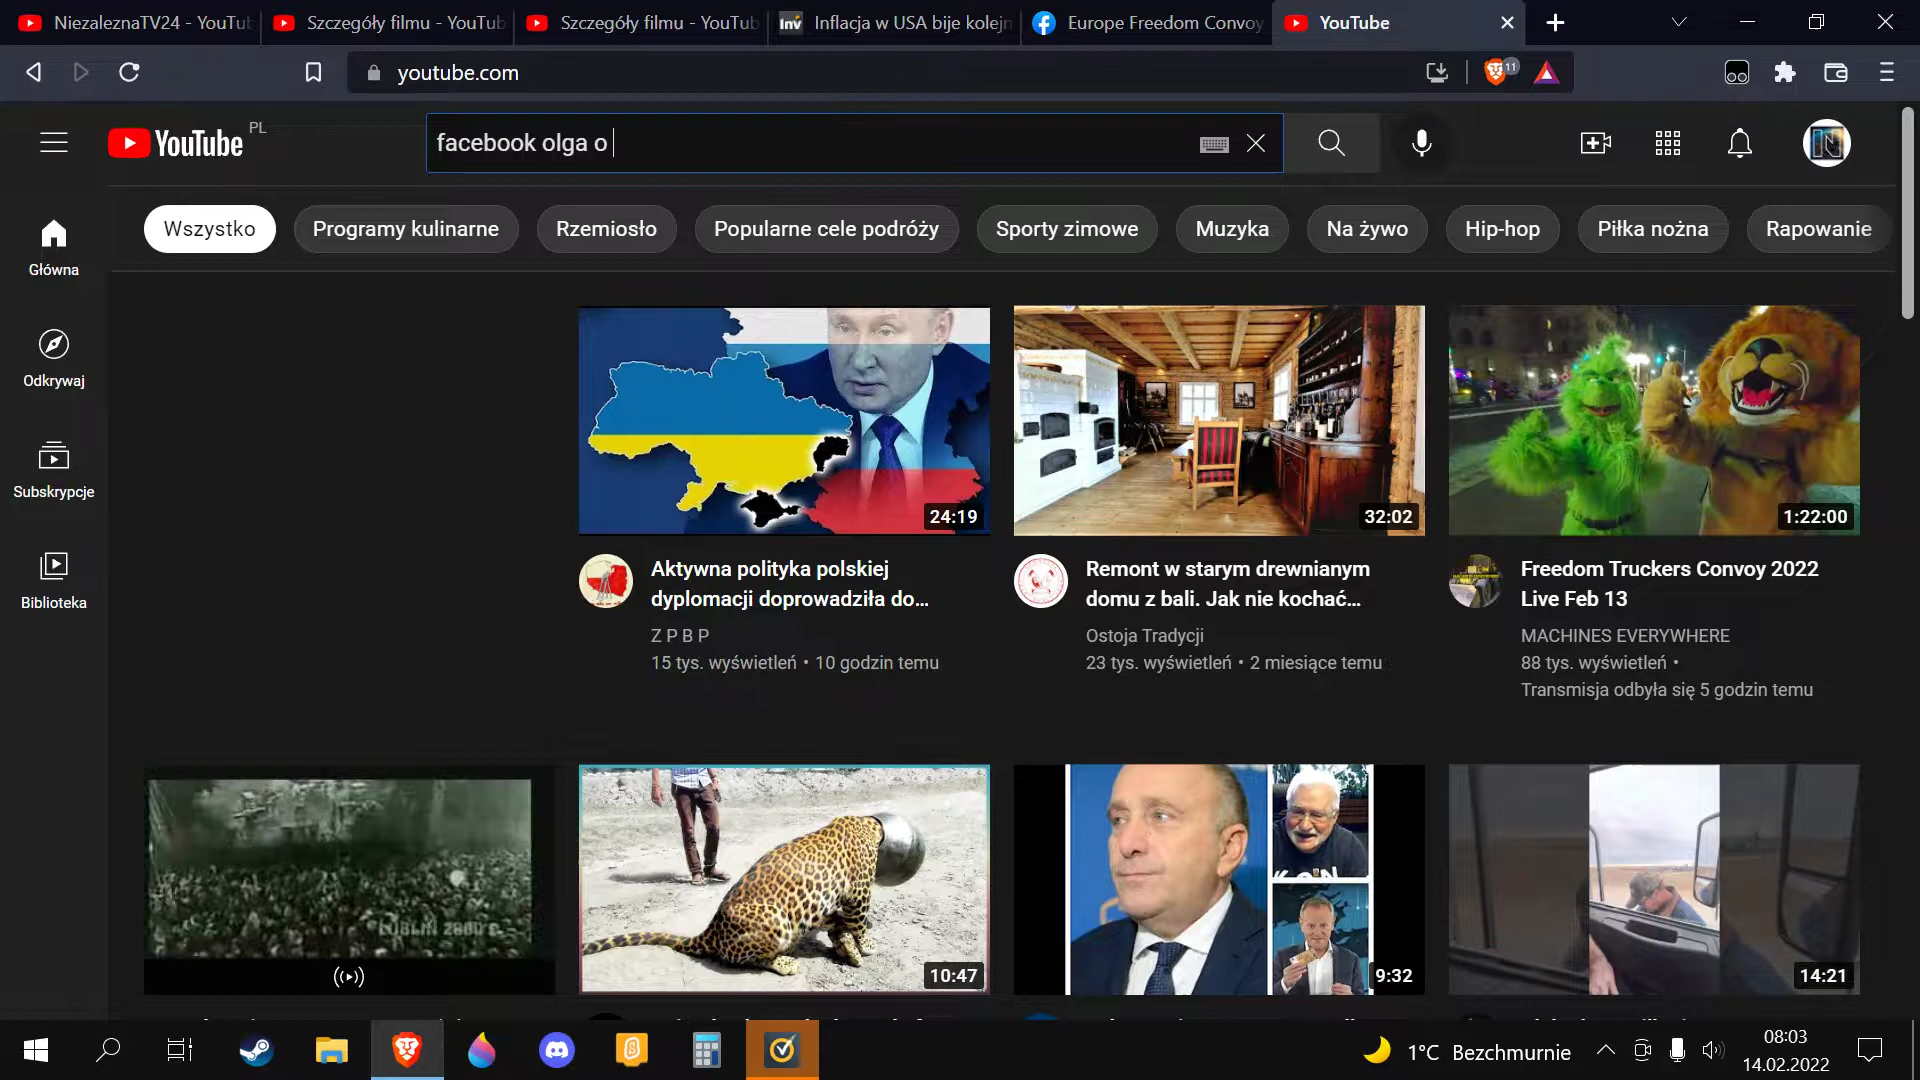 NiezaleznaTV24 - YouTu
Szczegóły filmu - YouTub
Szczegóły filmu - YouTub
Inv
Inflacja w USA bije kolejn
Europe Freedom Convoy
YouTube
youtube.com
11
YouTube PL
facebook olga o
Wszystko
Programy kulinarne
Rzemiosło
Popularne cele podróży
Sporty zimowe
Muzyka
Na żywo
Hip-hop
Piłka nożna
Rapowanie
Główna
Odkrywaj
Subskrypcje
Biblioteka
24:19
32:02
1:22:00
Aktywna polityka polskiej
dyplomacji doprowadziła do...
Z P B P
15 tys. wyświetleń • 10 godzin temu
Remont w starym drewnianym
domu z bali. Jak nie kochać...
Ostoja Tradycji
23 tys. wyświetleń • 2 miesiące temu
Freedom Truckers Convoy 2022
Live Feb 13
MACHINES EVERYWHERE
88 tys. wyświetleń •
Transmisja odbyła się 5 godzin temu
10:47
9:32
14:21
1°C Bezchmurnie
08:03
14.02.2022